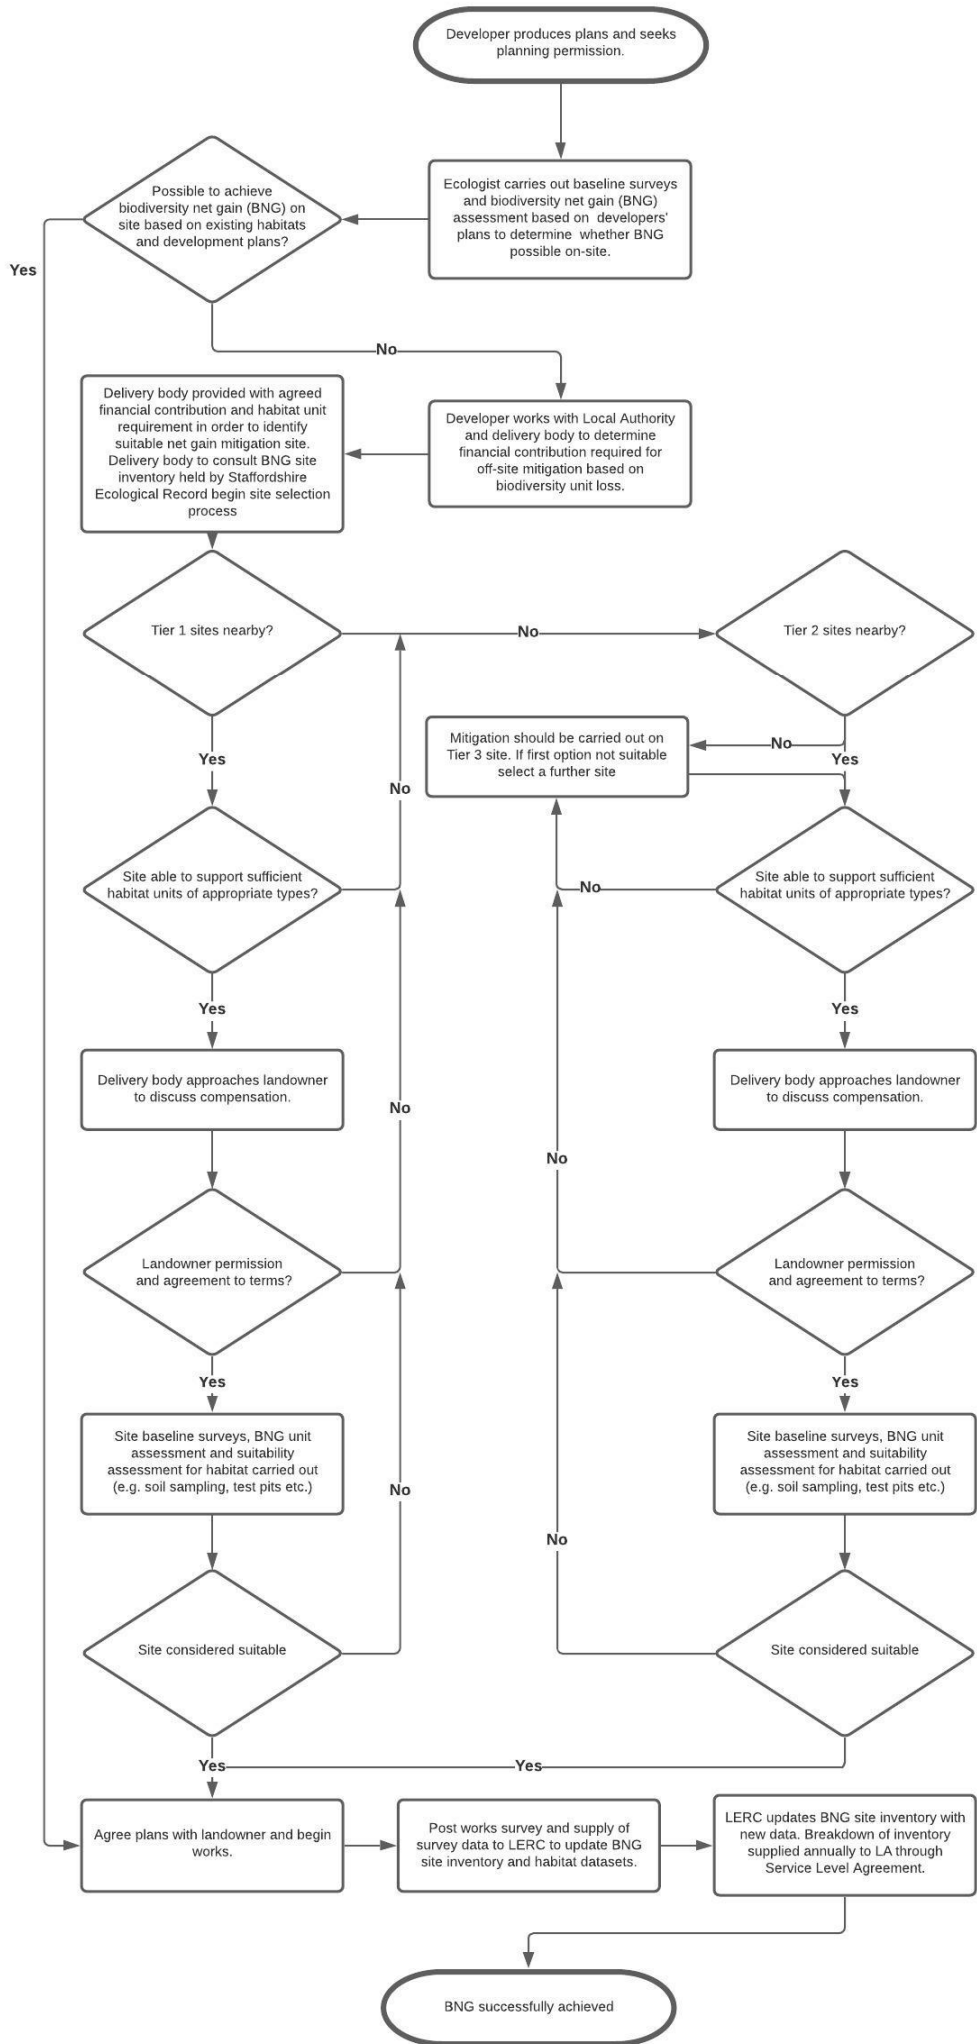 Developer produces plans and seeks
planning permission.
Possible to achieve
biodiversity net gain (BNG) on
site based on existing habitats
and development plans?
Ecologist carries out baseline surveys
and biodiversity net gain (BNG)
assessment based on developers'
plans to determine whether BNG
possible on-site.
Yes
No
Delivery body provided with agreed
financial contribution and habitat unit
requirement in order to identify
suitable net gain mitigation site.
Delivery body to consult BNG site
inventory held by Staffordshire
Ecological Record begin site selection
process
Developer works with Local Authority
and delivery body to determine
financial contribution required for
off-site mitigation based on
biodiversity unit loss.
Tier 1 sites nearby?
No
Tier 2 sites nearby?
Mitigation should be carried out on
Tier 3 site. If first option not suitable
select a further site
No
Yes
Yes
No
Site able to support sufficient
habitat units of appropriate types?
No
Site able to support sufficient
habitat units of appropriate types?
Yes
Yes
Delivery body approaches landowner
to discuss compensation.
Delivery body approaches landowner
to discuss compensation.
No
No
Landowner permission
and agreement to terms?
Landowner permission
and agreement to terms?
Yes
Yes
Site baseline surveys, BNG unit
assessment and suitability
assessment for habitat carried out
(e.g. soil sampling, test pits etc.)
Site baseline surveys, BNG unit
assessment and suitability
assessment for habitat carried out
(e.g. soil sampling, test pits etc.)
No
No
Site considered suitable
Site considered suitable
Yes
Yes
Agree plans with landowner and begin
works.
Post works survey and supply of
survey data to LERC to update BNG
site inventory and habitat datasets.
LERC updates BNG site inventory with
new data. Breakdown of inventory
supplied annually to LA through
Service Level Agreement.
BNG successfully achieved